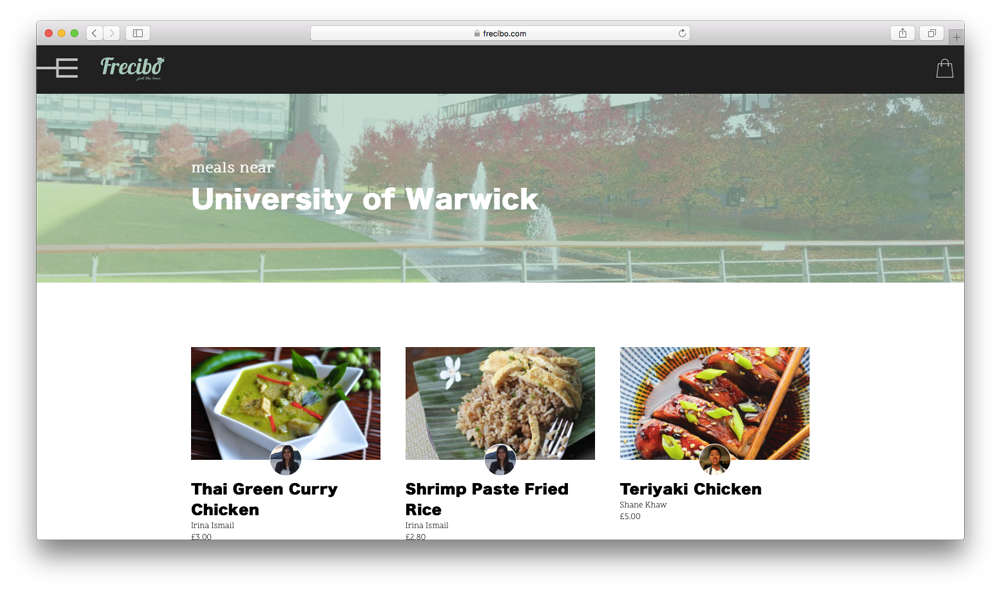 frecibo.com
Frecibo
just like home
meals near
University of Warwick
Thai Green Curry
Chicken
Irina Ismail
£3.00
Shrimp Paste Fried
Rice
Irina Ismail
£2.80
Teriyaki Chicken
Shane Khaw
£5.00